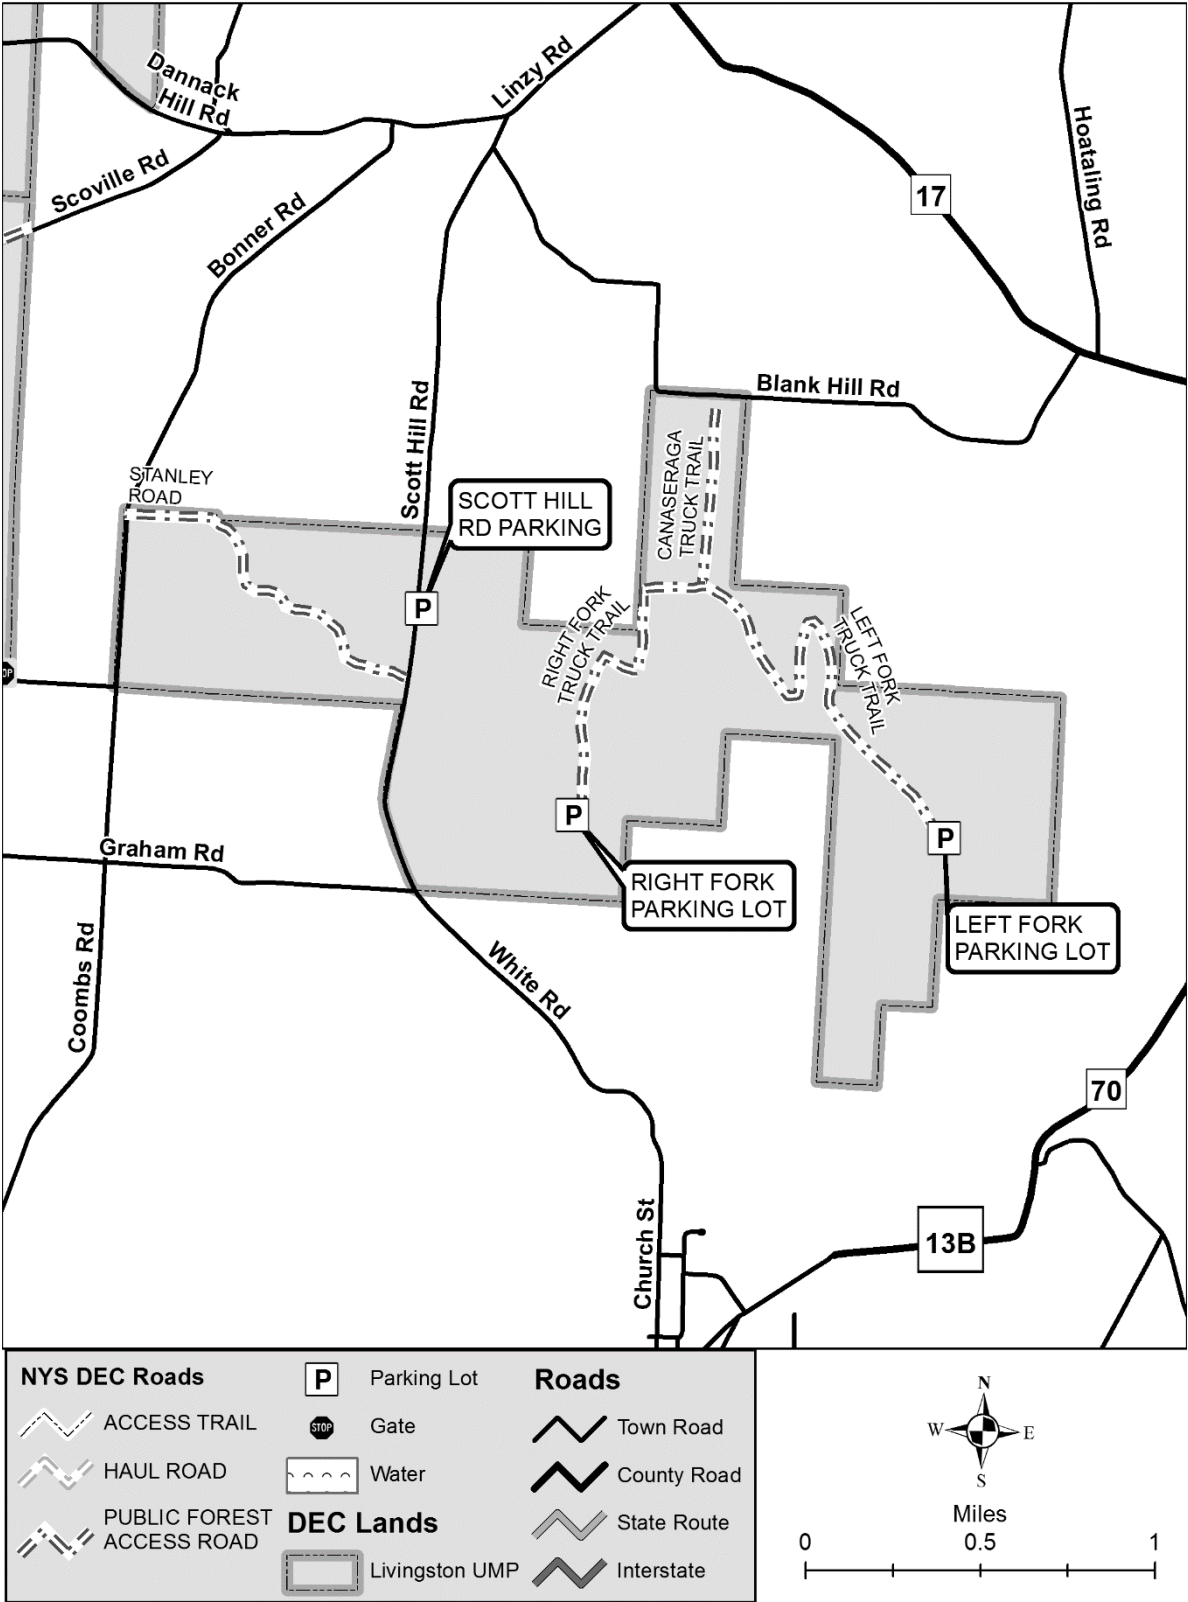 Dannack
Hill Rd
Linzy Rd
Scoville Rd
Bonner Rd
17
Hoataling Rd
Blank Hill Rd
Scott Hill Rd
STANLEY
ROAD
SCOTT HILL
RD PARKING
CANASERAGA
TRUCK TRAIL
P
RIGHT FORK
TRUCK TRAIL
LEFT FORK
TRUCK TRAIL
OP
P
P
Graham Rd
RIGHT FORK
PARKING LOT
LEFT FORK
PARKING LOT
Coombs Rd
White Rd
70
Church St
13B
NYS DEC Roads
ACCESS TRAIL
HAUL ROAD
PUBLIC FOREST
ACCESS ROAD
P Parking Lot
STOP Gate
Water
DEC Lands
Livingston UMP
Roads
Town Road
County Road
State Route
Interstate
N
W E
S
Miles
0 0.5 1